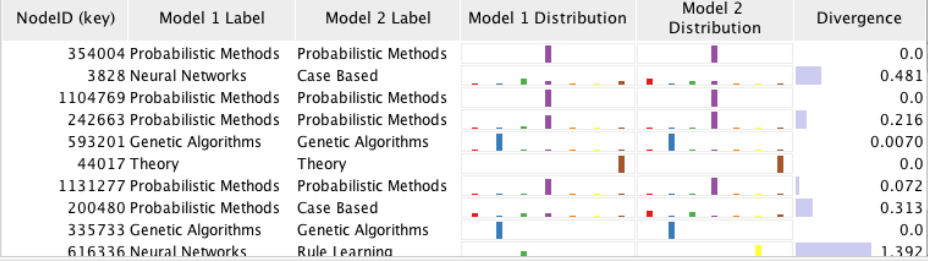 NodeID (key) Model 1 Label Model 2 Label Model 1 Distribution Model 2 Distribution Divergence
354004 Probabilistic Methods Probabilistic Methods 0.0
3828 Neural Networks Case Based 0.481
1104769 Probabilistic Methods Probabilistic Methods 0.0
242663 Probabilistic Methods Probabilistic Methods 0.216
593201 Genetic Algorithms Genetic Algorithms 0.0070
44017 Theory Theory 0.0
1131277 Probabilistic Methods Probabilistic Methods 0.072
200480 Probabilistic Methods Case Based 0.313
335733 Genetic Algorithms Genetic Algorithms 0.0
616336 Neural Networks Rule Learning 1.392